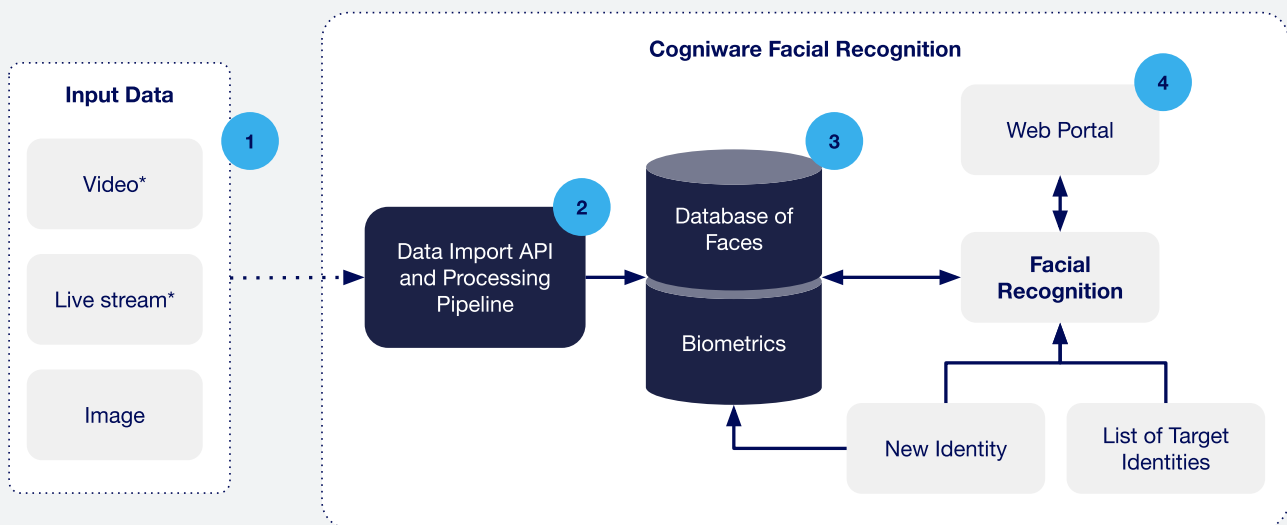 Cogniware Facial Recognition
Input Data
1
Video*
Live stream*
Image
2
Data Import API
and Processing
Pipeline
3
Database of
Faces
Biometrics
4
Web Portal
Facial
Recognition
New Identity
List of Target
Identities